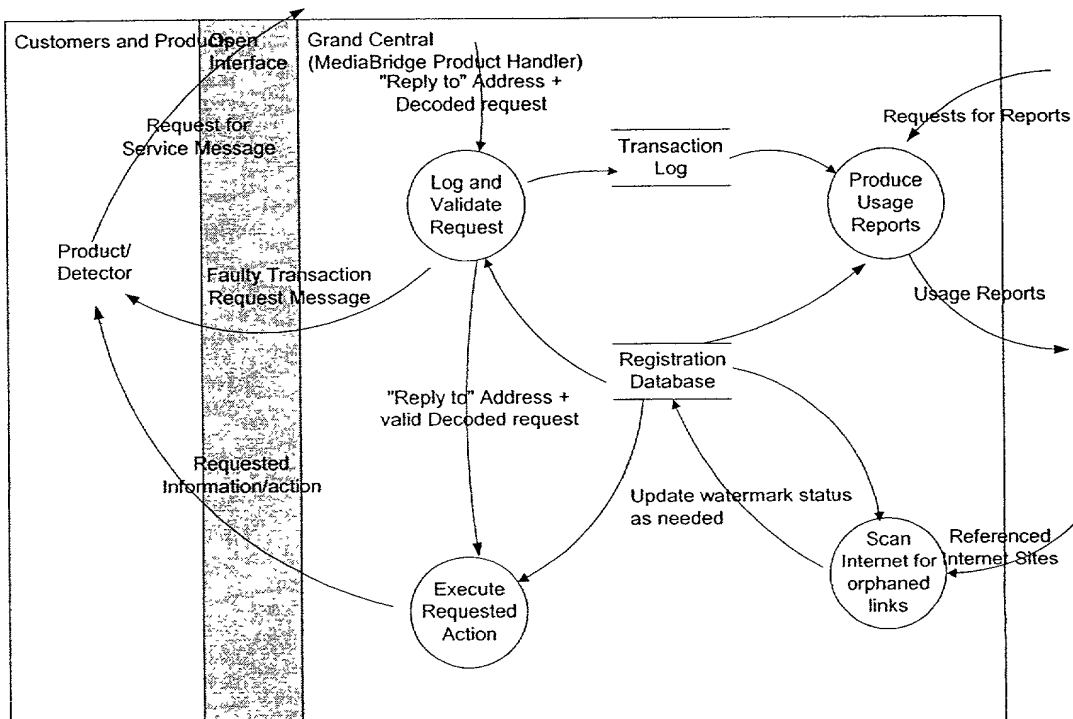 Customers and Products
Open
Interface
Grand Central
(MediaBridge Product Handler)
"Reply to" Address +
Decoded request
Request for
Service Message
Requests for Reports
Transaction
Log
Log and
Validate
Request
Produce
Usage
Reports
Product/
Detector
Faulty Transaction
Request Message
Usage Reports
Registration
Database
"Reply to" Address +
valid Decoded request
Requested
Information/action
Update watermark status
as needed
Scan
Internet for
orphaned
links
Referenced
Internet Sites
Execute
Requested
Action